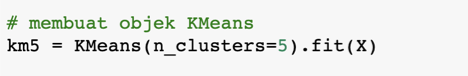 # membuat objek KMeans
km5 = KMeans(n_clusters=5).fit(X)